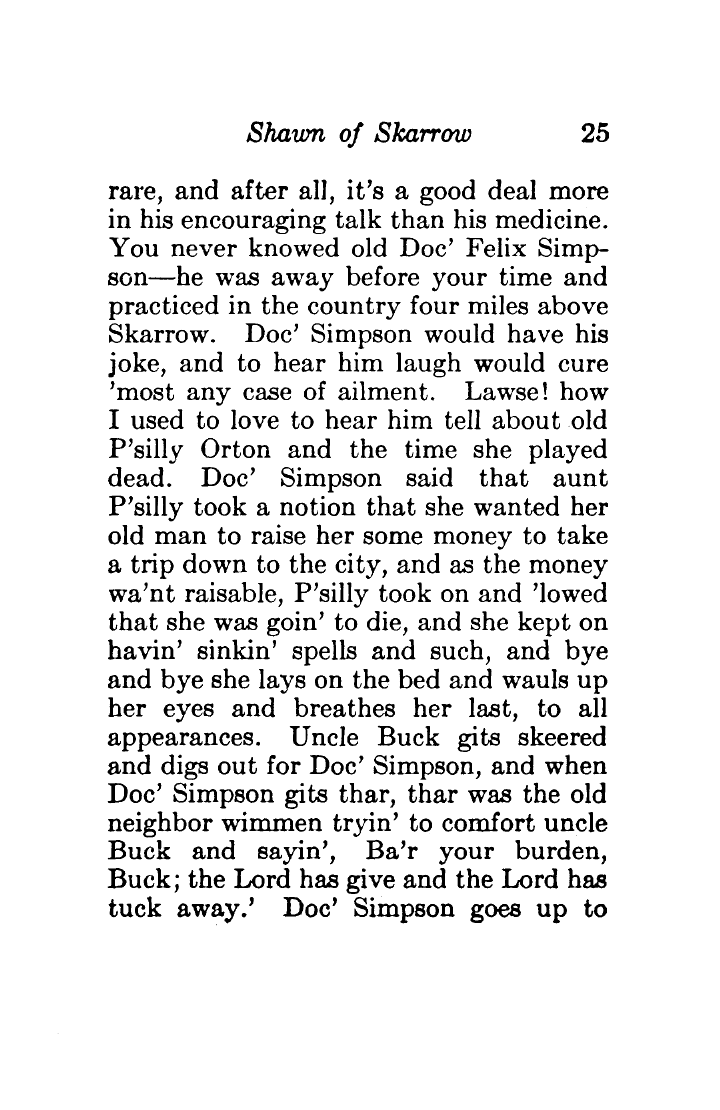 Shawn of Skarrow 25
rare, and after all, it's a good deal more
in his encouraging talk than his medicine.
You never knowed old Doc' Felix Simp-
son—he was away before your time and
practiced in the country four miles above
Skarrow. Doc' Simpson would have his
joke, and to hear him laugh would cure
'most any case of ailment. Lawse! how
I used to love to hear him tell about old
P'silly Orton and the time she played
dead. Doc' Simpson said that aunt
P'silly took a notion that she wanted her
old man to raise her some money to take
a trip down to the city, and as the money
wa'nt raisable, P'silly took on and 'lowed
that she was goin' to die, and she kept on
havin' sinkin' spells and such, and bye
and bye she lays on the bed and wauls up
her eyes and breathes her last, to all
appearances. Uncle Buck gits skeered
and digs out for Doc' Simpson, and when
Doc' Simpson gits thar, thar was the old
neighbor wimmen tryin' to comfort uncle
Buck and sayin', Ba'r your burden,
Buck; the Lord has give and the Lord has
tuck away.' Doc' Simpson goes up to